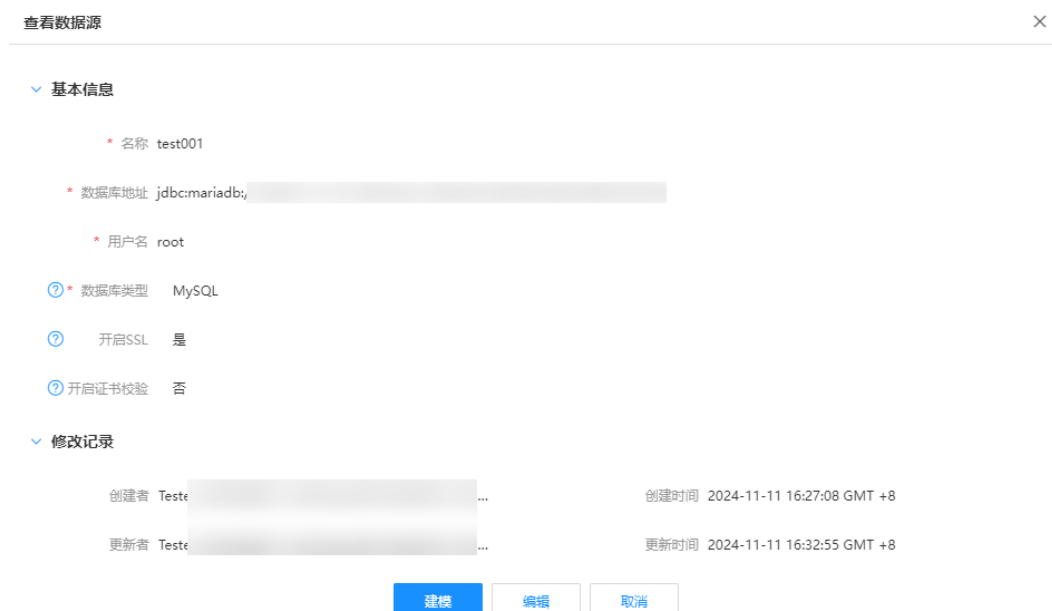 查看数据源
基本信息
* 名称 test001
* 数据库地址 jdbc:mariadb:/
* 用户名 root
* 数据库类型 MySQL
开启SSL 是
开启证书校验 否
修改记录
创建者 Teste ... 创建时间 2024-11-11 16:27:08 GMT +8
更新者 Teste ... 更新时间 2024-11-11 16:32:55 GMT +8
建模 编辑 取消